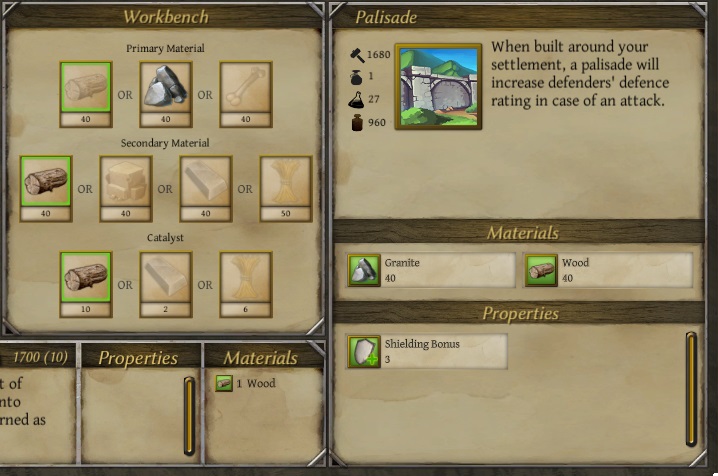 Workbench
Primary Material
OR OR
40 40 40
Secondary Material
OR OR OR
40 40 40 50
Catalyst
OR OR
10 2 6
1700 (10)
t of
nto
rned as
Properties
Materials
1 Wood
Palisade
1680
1
27
960
When built around your
settlement, a palisade will
increase defenders' defence
rating in case of an attack.
Materials
Granite
40
Wood
40
Properties
Shielding Bonus
3